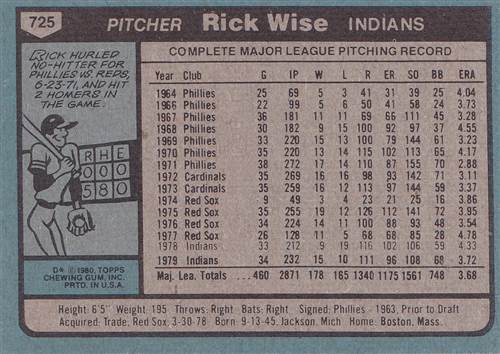 725 PITCHER Rick Wise INDIANS
RICK HURLED
NO-HITTER FOR
PHILLIES VS. REDS,
6-23-71, AND HIT
2 HOMERS IN
THE GAME.
R H E
0 0 0
5 8 0
D* © 1980, TOPPS
CHEWING GUM, INC.
PRTD. IN U.S.A.
COMPLETE MAJOR LEAGUE PITCHING RECORD
Year Club G IP W L R ER SO BB ERA
1964 Phillies 25 69 5 3 41 31 39 25 4.04
1966 Phillies 22 99 5 6 50 41 58 24 3.73
1967 Phillies 36 181 11 11 69 66 111 45 3.28
1968 Phillies 30 182 9 15 100 92 97 37 4.55
1969 Phillies 33 220 15 13 100 79 144 61 3.23
1970 Phillies 35 220 13 14 115 102 113 65 4.17
1971 Phillies 38 272 17 14 110 87 155 70 2.88
1972 Cardinals 35 269 16 16 98 93 142 71 3.11
1973 Cardinals 35 259 16 12 113 97 144 59 3.37
1974 Red Sox 9 49 3 4 23 21 25 16 3.86
1975 Red Sox 35 255 19 12 126 112 141 72 3.95
1976 Red Sox 34 224 14 11 100 88 93 48 3.54
1977 Red Sox 26 128 11 5 68 68 85 28 4.78
1978 Indians 33 212 9 19 116 102 106 59 4.33
1979 Indians 34 232 15 10 111 96 108 68 3.72
Maj. Lea. Totals ... 460 2871 178 165 1340 1175 1561 748 3.68
Height: 6'5" Weight: 195 Throws: Right Bats: Right Signed: Phillies - 1963, Prior to Draft
Acquired: Trade, Red Sox, 3-30-78 Born: 9-13-45, Jackson, Mich Home: Boston, Mass.